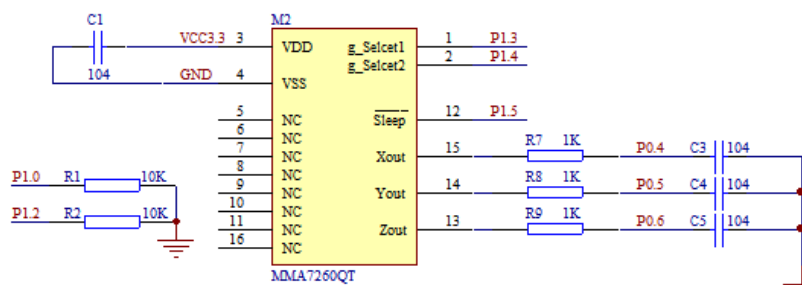 C1
M2
VCC3.3 3 VDD g_Selcet1 1 P1.3
g_Selcet2 2 P1.4
104 GND 4 VSS
5 NC Sleep 12 P1.5
6 NC
7 NC Xout 15 R7 1K P0.4 C3 104
8 NC
P1.0 R1 10K 9 NC Yout 14 R8 1K P0.5 C4 104
10 NC
P1.2 R2 10K 11 NC Zout 13 R9 1K P0.6 C5 104
16 NC
MMA7260QT